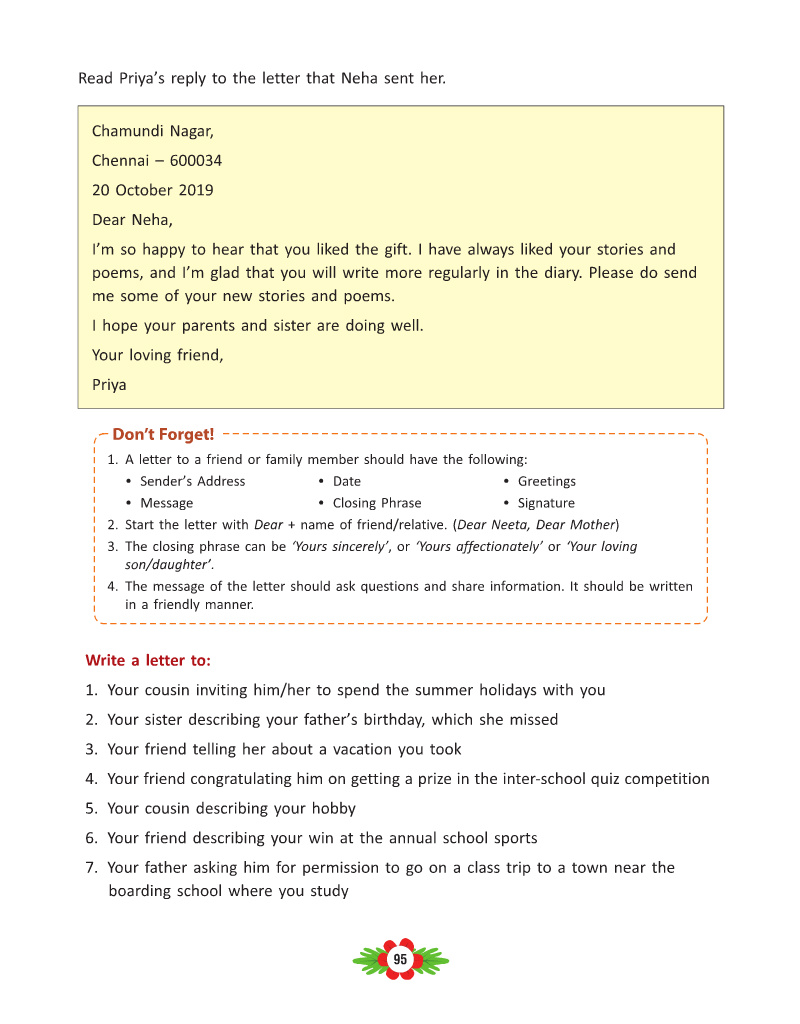 Read Priya’s reply to the letter that Neha sent her.
Chamundi Nagar,
Chennai – 600034
20 October 2019
Dear Neha,
I’m so happy to hear that you liked the gift. I have always liked your stories and
poems, and I’m glad that you will write more regularly in the diary. Please do send
me some of your new stories and poems.
I hope your parents and sister are doing well.
Your loving friend,
Priya
Don’t Forget!
1. A letter to a friend or family member should have the following:
• Sender’s Address • Date • Greetings
• Message • Closing Phrase • Signature
2. Start the letter with Dear + name of friend/relative. (Dear Neeta, Dear Mother)
3. The closing phrase can be ‘Yours sincerely’, or ‘Yours affectionately’ or ‘Your loving
son/daughter’.
4. The message of the letter should ask questions and share information. It should be written
in a friendly manner.
Write a letter to:
1. Your cousin inviting him/her to spend the summer holidays with you
2. Your sister describing your father’s birthday, which she missed
3. Your friend telling her about a vacation you took
4. Your friend congratulating him on getting a prize in the inter-school quiz competition
5. Your cousin describing your hobby
6. Your friend describing your win at the annual school sports
7. Your father asking him for permission to go on a class trip to a town near the
boarding school where you study
95